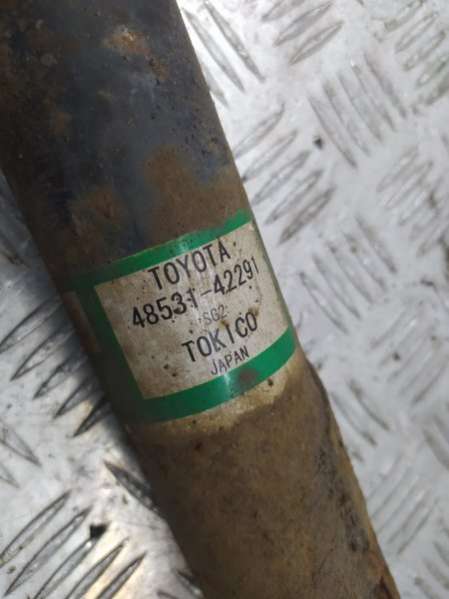 TOYOTA
48531-42291
SG2
TOKICO
JAPAN